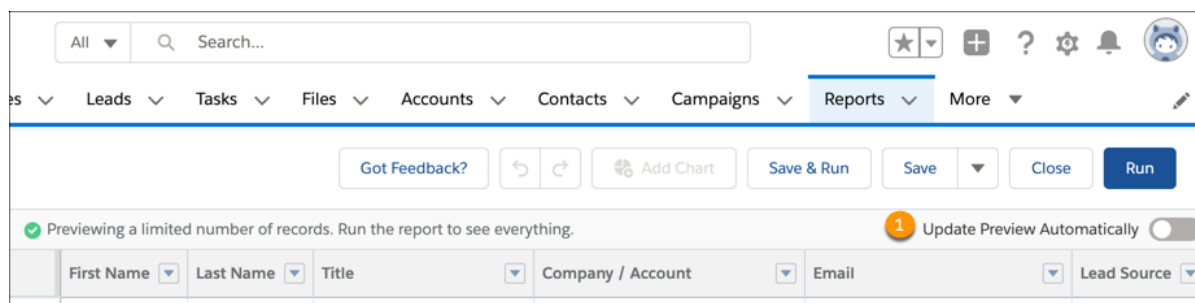 All Search...
es Leads Tasks Files Accounts Contacts Campaigns Reports More
Got Feedback? Add Chart Save & Run Save Close Run
Previewing a limited number of records. Run the report to see everything. 1 Update Preview Automatically
First Name Last Name Title Company / Account Email Lead Source